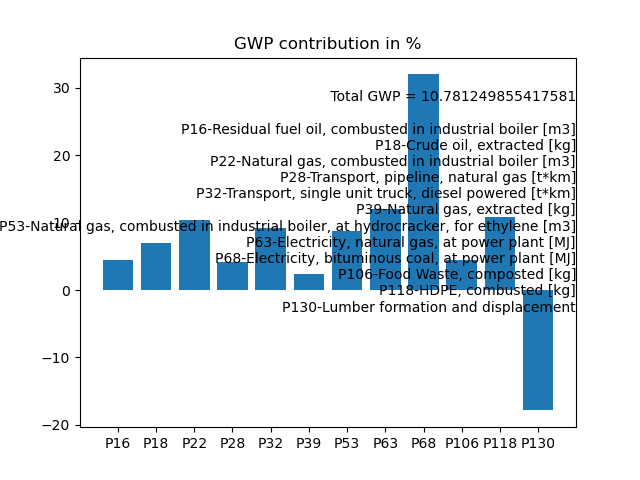 GWP contribution in %
Total GWP = 10.781249855417581
P16-Residual fuel oil, combusted in industrial boiler [m3]
P18-Crude oil, extracted [kg]
P22-Natural gas, combusted in industrial boiler [m3]
P28-Transport, pipeline, natural gas [t*km]
P32-Transport, single unit truck, diesel powered [t*km]
P39-Natural gas, extracted [kg]
P53-Natural gas, combusted in industrial boiler, at hydrocracker, for ethylene [m3]
P63-Electricity, natural gas, at power plant [MJ]
P68-Electricity, bituminous coal, at power plant [MJ]
P106-Food Waste, composted [kg]
P118-HDPE, combusted [kg]
P130-Lumber formation and displacement
30
20
10
0
−10
−20
P16 P18 P22 P28 P32 P39 P53 P63 P68 P106 P118 P130